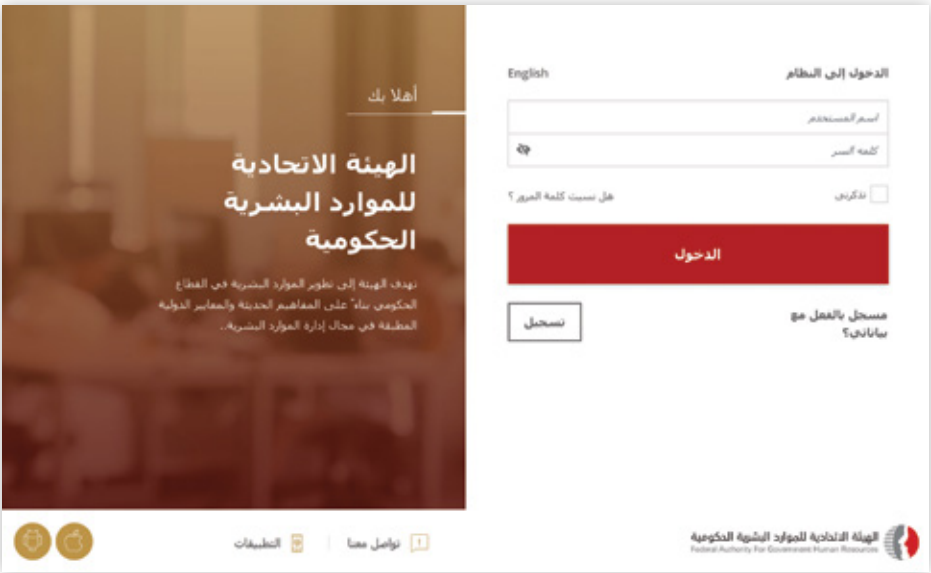 الدخول إلى النظام
English
اسم المستخدم
كلمة السر
تذكرني
هل نسيت كلمة المرور ؟
الدخول
مسجل بالفعل مع
بياناتي؟
تسجيل
أهلا بك
الهيئة الاتحادية
للموارد البشرية
الحكومية
تهدف الهيئة إلى تطوير الموارد البشرية في القطاع
الحكومي بناءً على المفاهيم الحديثة والمعايير الدولية
المطبقة في مجال إدارة الموارد البشرية..
الهيئة الاتحادية للموارد البشرية الحكومية
Federal Authority For Government Human Resources
تواصل معنا
التطبيقات